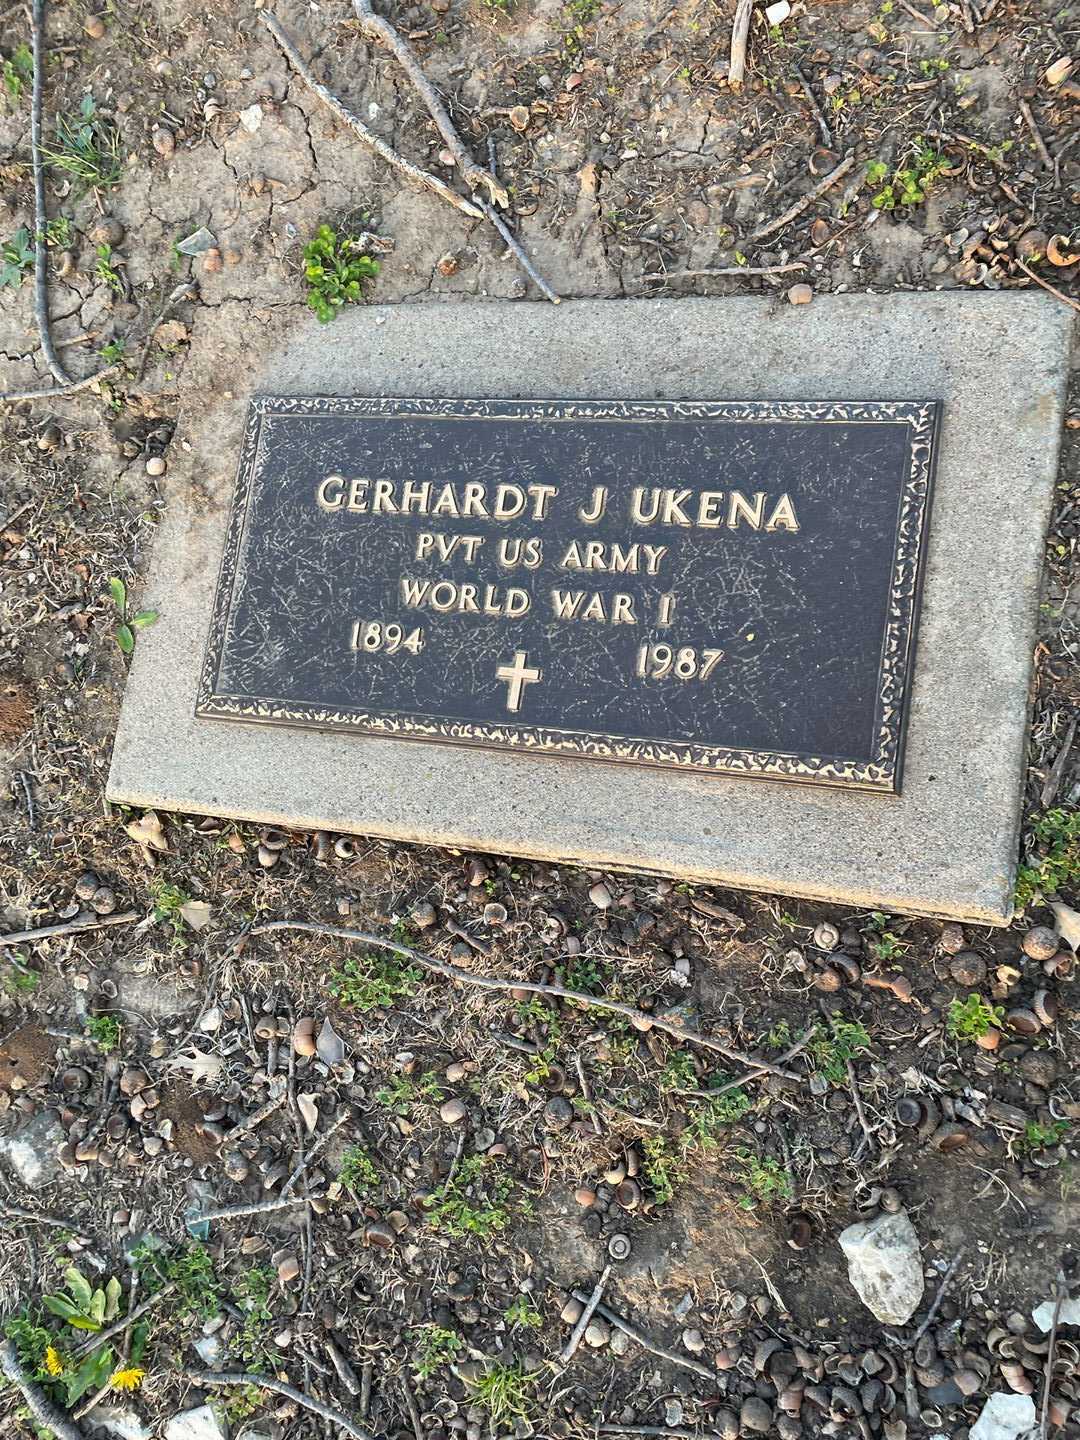 GERHARDT J UKENA
PVT US ARMY
WORLD WAR I
1894 1987